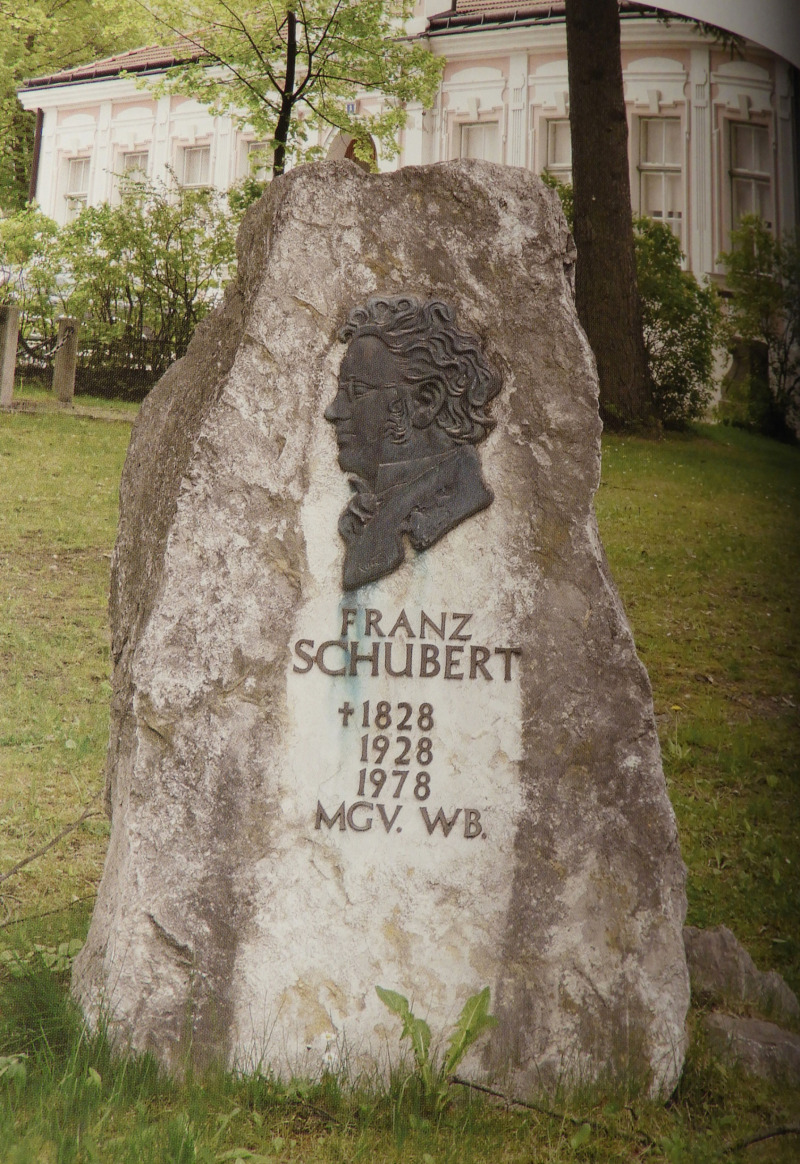 FRANZ
SCHUBERT
†1828
1928
1978
MGV. WB.